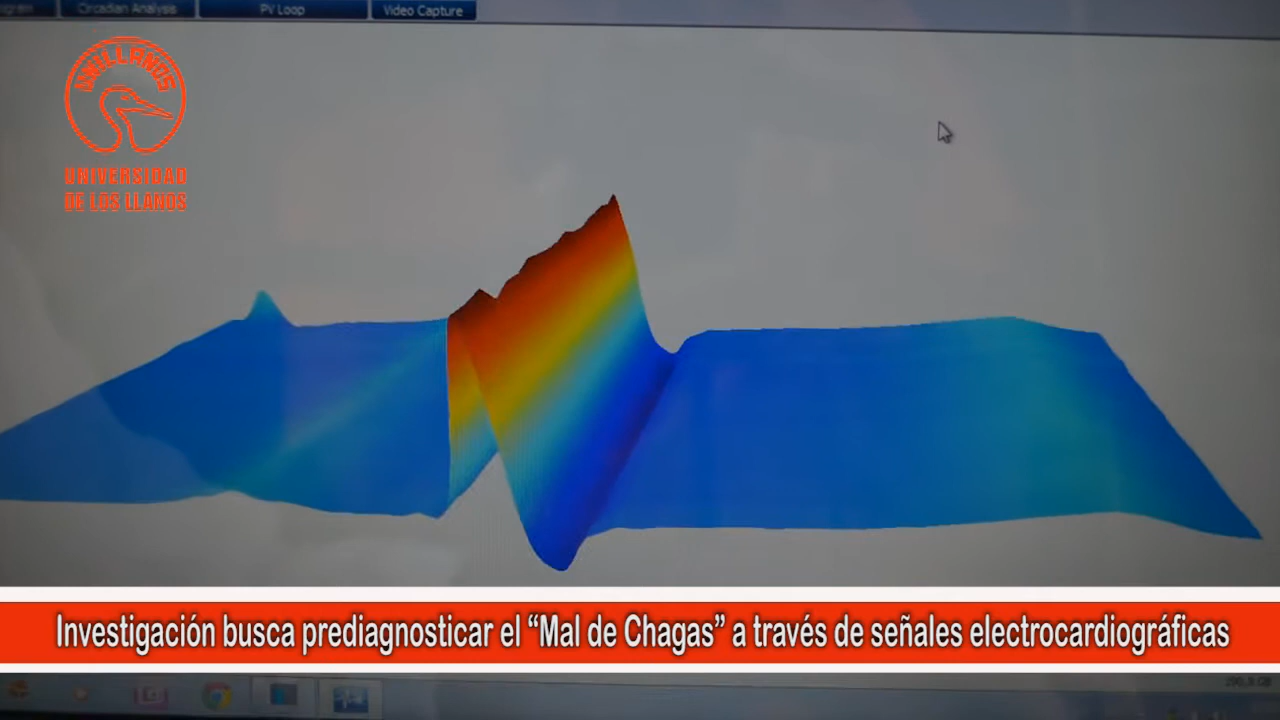 Circadian Analysis
PV Loop
Video Capture
UNILLANOS
UNIVERSIDAD
DE LOS LLANOS
Investigación busca prediagnosticar el “Mal de Chagas” a través de señales electrocardiográficas